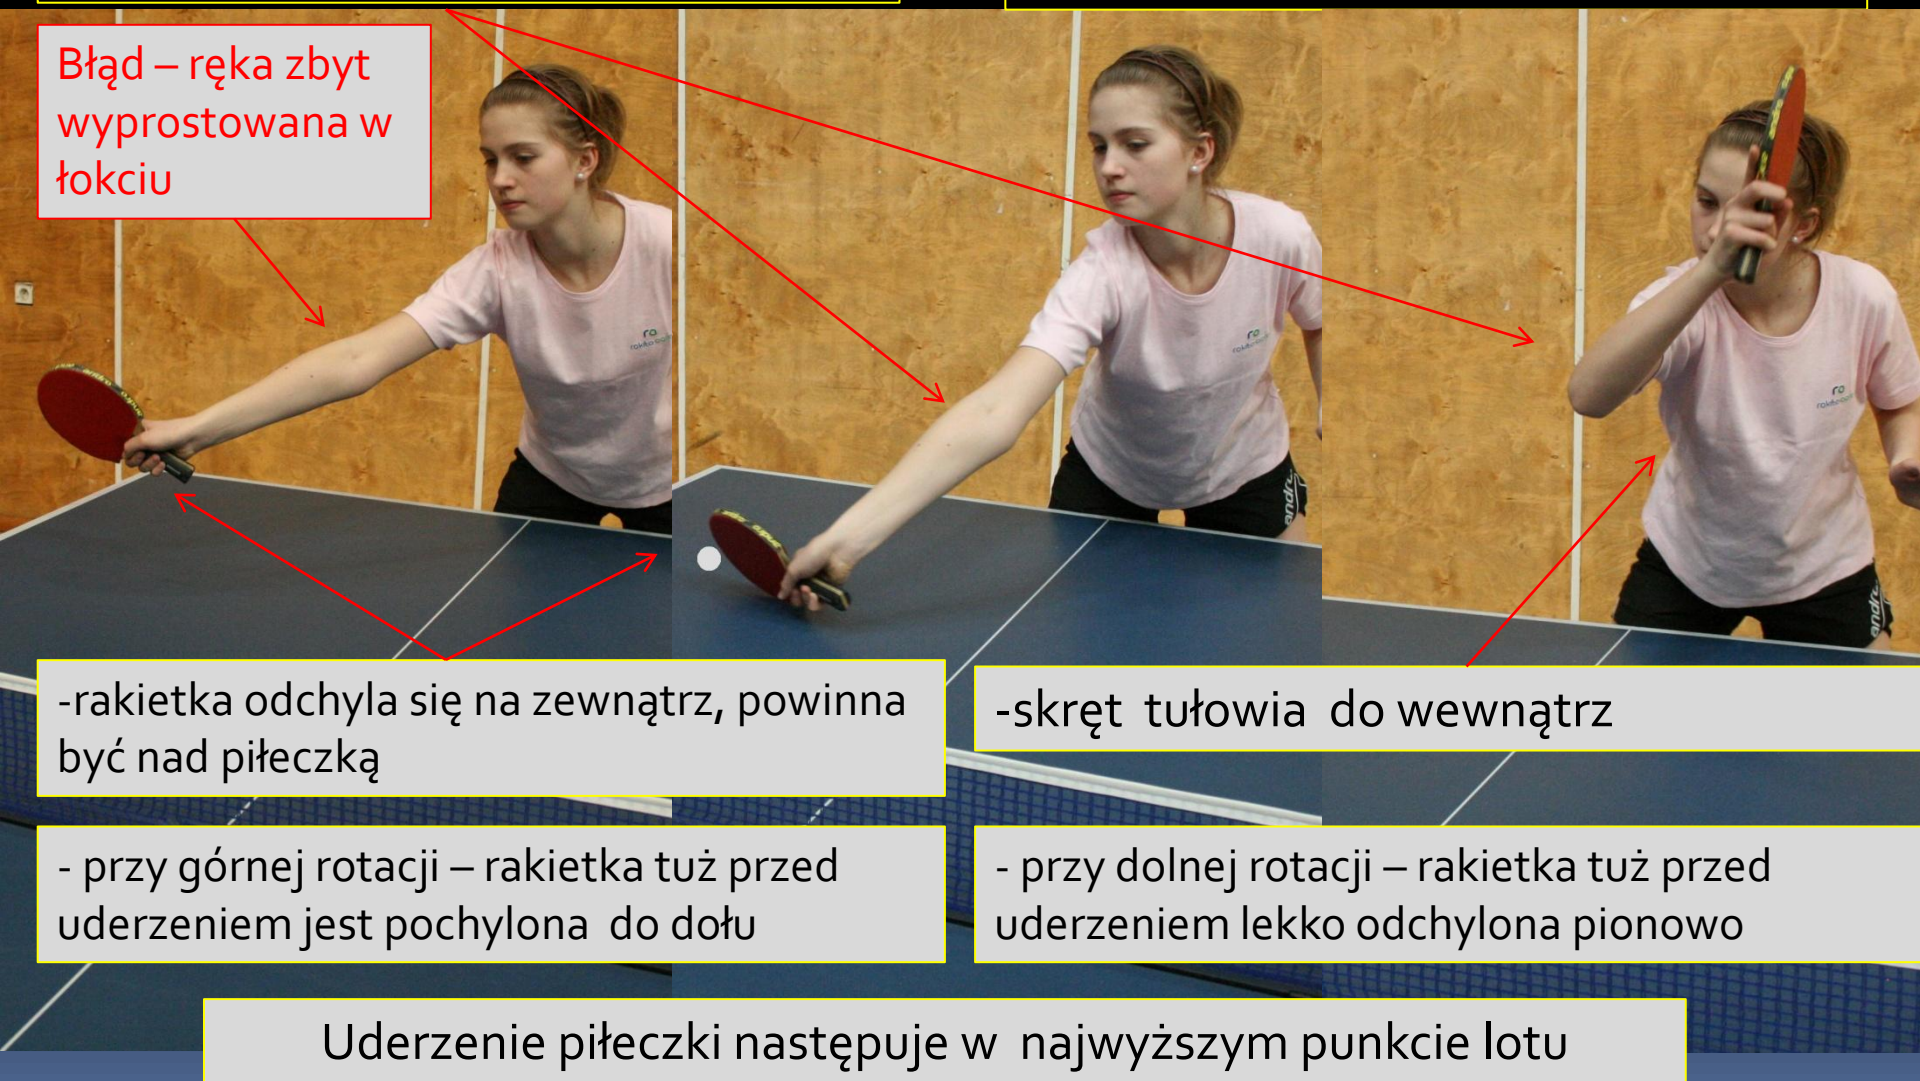 Błąd – ręka zbyt
wyprostowana w
łokciu
-rakietka odchyla się na zewnątrz, powinna
być nad piłeczką
-skręt tułowia do wewnątrz
- przy górnej rotacji – rakietka tuż przed
uderzeniem jest pochylona do dołu
- przy dolnej rotacji – rakietka tuż przed
uderzeniem lekko odchylona pionowo
Uderzenie piłeczki następuje w najwyższym punkcie lotu
andro